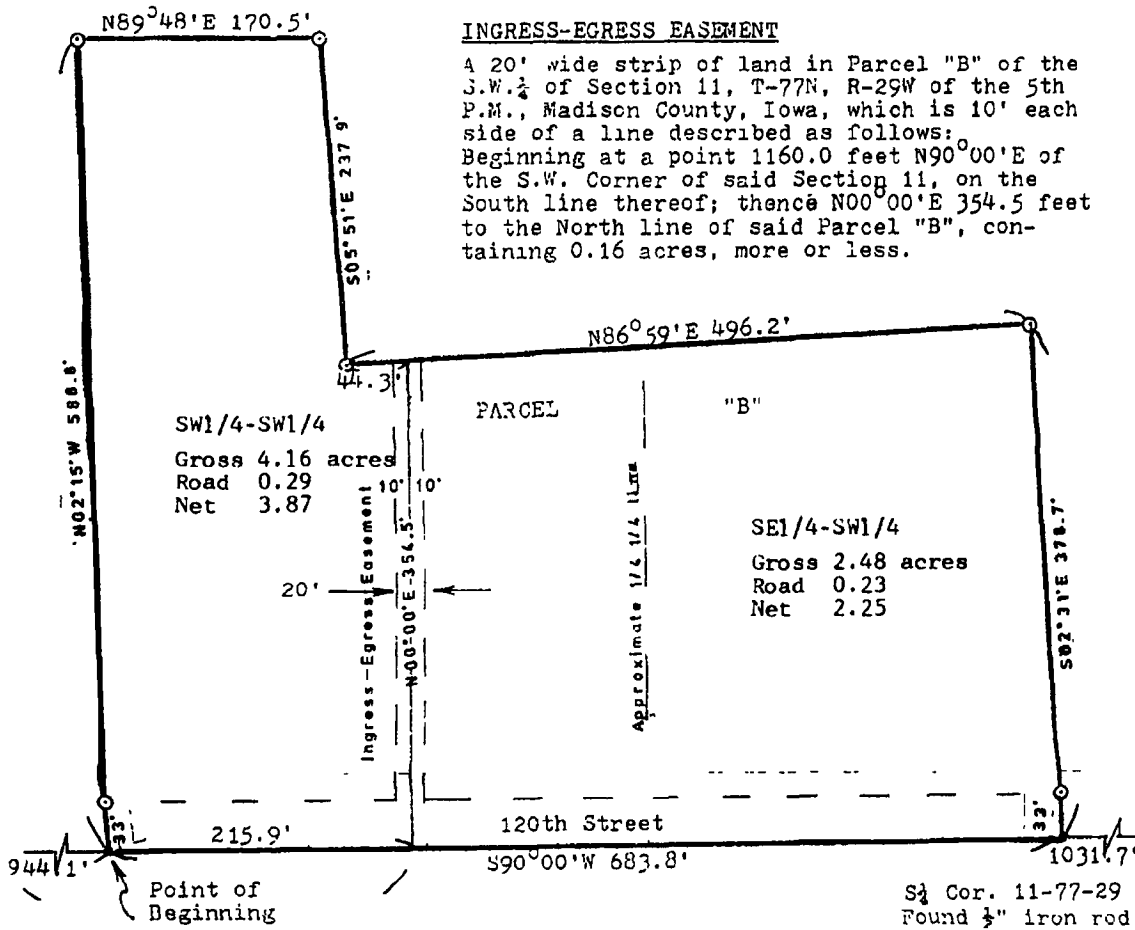 N89°48'E 170.5'
INGRESS-EGRESS EASEMENT
A 20' wide strip of land in Parcel "B" of the
S.W.¼ of Section 11, T-77N, R-29W of the 5th
P.M., Madison County, Iowa, which is 10' each
side of a line described as follows:
Beginning at a point 1160.0 feet N90°00'E of
the S.W. Corner of said Section 11, on the
South line thereof; thence N00°00'E 354.5 feet
to the North line of said Parcel "B", con-
taining 0.16 acres, more or less.
S05°51'E 237.9'
N86°59'E 496.2'
44.3'
N02°15'W 588.8'
SW1/4-SW1/4
Gross 4.16 acres
Road 0.29
Net 3.87
PARCEL "B"
10' 10'
Ingress-Egress Easement
N00°00'E-354.5'
20'
Approximate 1/4 1/4 line
SE1/4-SW1/4
Gross 2.48 acres
Road 0.23
Net 2.25
S02°31'E 378.7'
33'
215.9'
120th Street
33'
944.1'
S90°00'W 683.8'
1031.7'
Point of
Beginning
S¼ Cor. 11-77-29
Found ½" iron rod